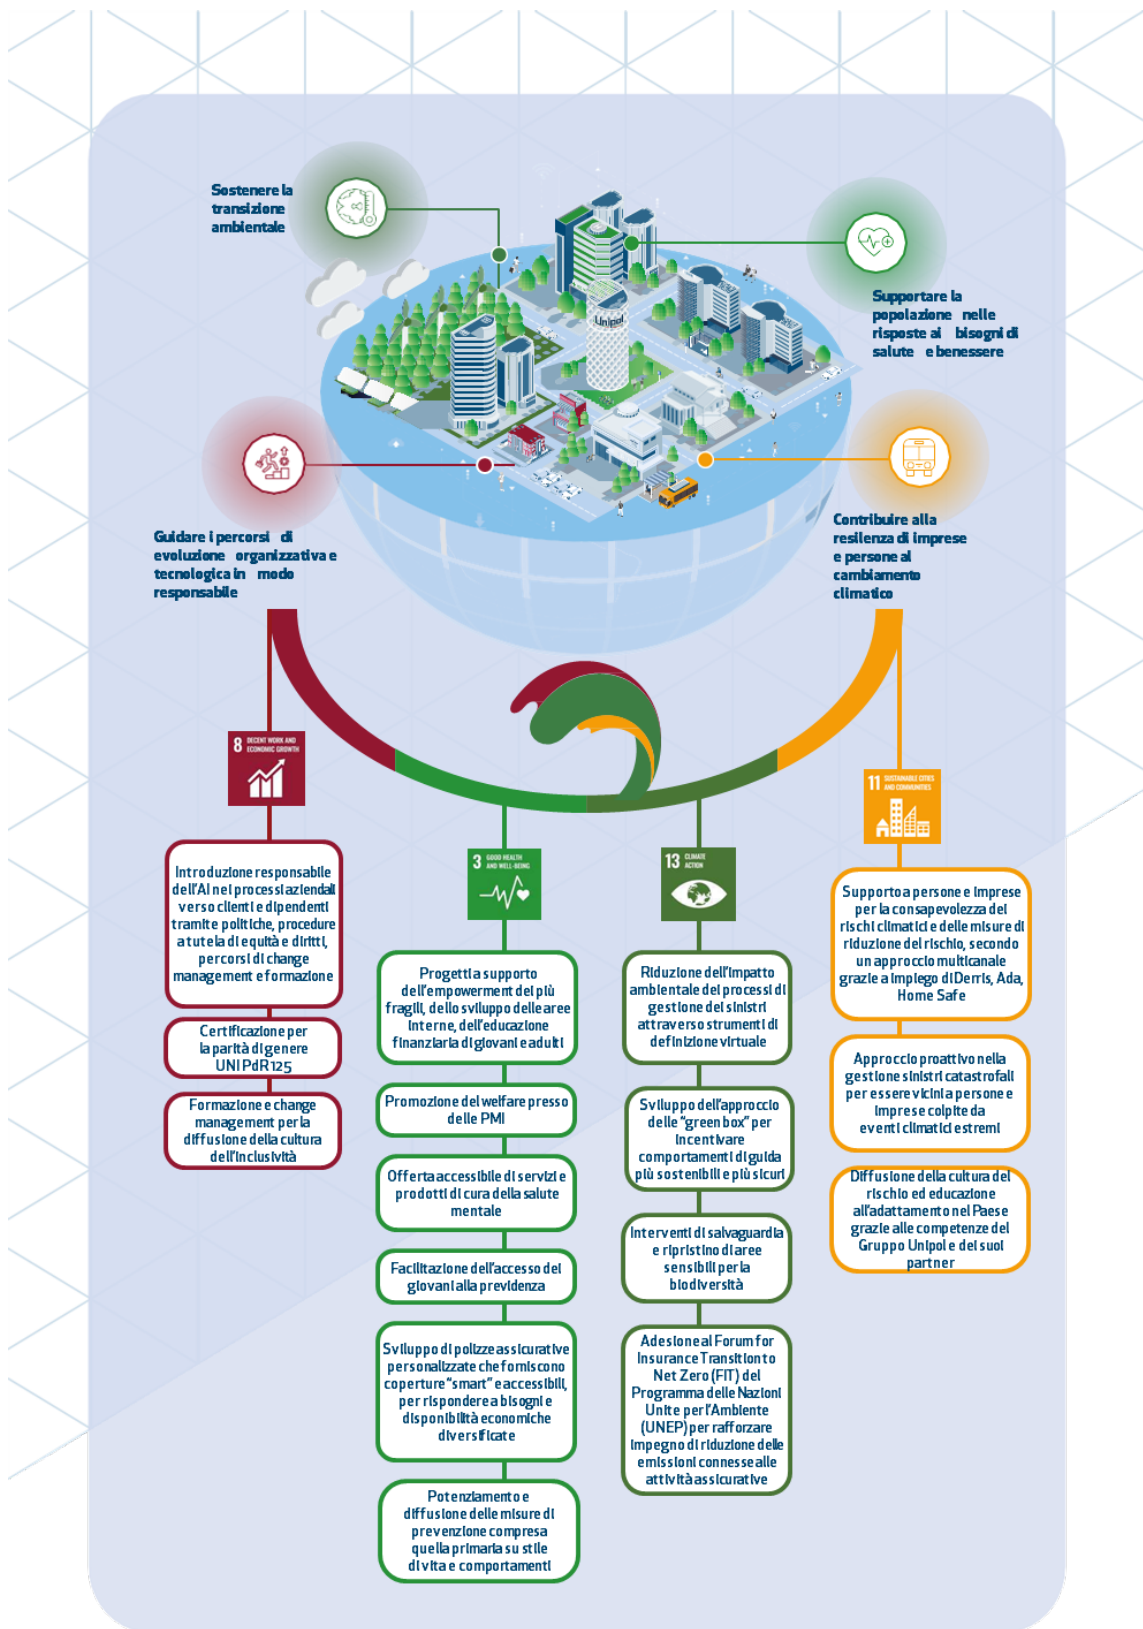 Sostenere la
transizione
ambientale
Supportare la
popolazione nelle
risposte ai bisogni di
salute e benessere
Unipol
Guidare i percorsi di
evoluzione organizzativa e
tecnologica in modo
responsabile
Contribuire alla
resilenza di imprese
e persone al
cambiamento
climatico
8 DECENT WORK AND
ECONOMIC GROWTH
Introduzione responsabile
dell'AI nei processi aziendali
verso clienti e dipendenti
tramite politiche, procedure
a tutela di equità e diritti,
percorsi di change
management e formazione
Certificazione per
la parità di genere
UNI PdR 125
Formazione e change
management per la
diffusione della cultura
dell'inclusività
3 GOOD HEALTH
AND WELL-BEING
Progetti a supporto
dell'empowerment dei più
fragili, dello sviluppo delle aree
interne, dell'educazione
finanziaria di giovani e adulti
Promozione del welfare presso
delle PMI
Offerta accessibile di servizi e
prodotti di cura della salute
mentale
Facilitazione dell'accesso dei
giovani alla previdenza
Sviluppo di polizze assicurative
personalizzate che forniscono
coperture "smart" e accessibili,
per rispondere a bisogni e
disponibilità economiche
diversificate
Potenziamento e
diffusione delle misure di
prevenzione compresa
quella primaria su stile
di vita e comportamenti
13 CLIMATE
ACTION
Riduzione dell'impatto
ambientale dei processi di
gestione dei sinistri
attraverso strumenti di
definizione virtuale
Sviluppo dell'approccio
delle "green box" per
incentivare
comportamenti di guida
più sostenibili e più sicuri
Interventi di salvaguardia
e ripristino di aree
sensibili per la
biodiversità
Adesione al Forum for
Insurance Transition to
Net Zero (FIT) del
Programma delle Nazioni
Unite per l'Ambiente
(UNEP) per rafforzare
impegno di riduzione delle
emissioni connesse alle
attività assicurative
11 SUSTAINABLE CITIES
AND COMMUNITIES
Supporto a persone e imprese
per la consapevolezza dei
rischi climatici e delle misure di
riduzione del rischio, secondo
un approccio multicanale
grazie a impiego di Derris, Ada,
Home Safe
Approccio proattivo nella
gestione sinistri catastrofali
per essere vicini a persone e
imprese colpite da
eventi climatici estremi
Diffusione della cultura del
rischio ed educazione
all'adattamento nel Paese
grazie alle competenze del
Gruppo Unipol e dei suoi
partner